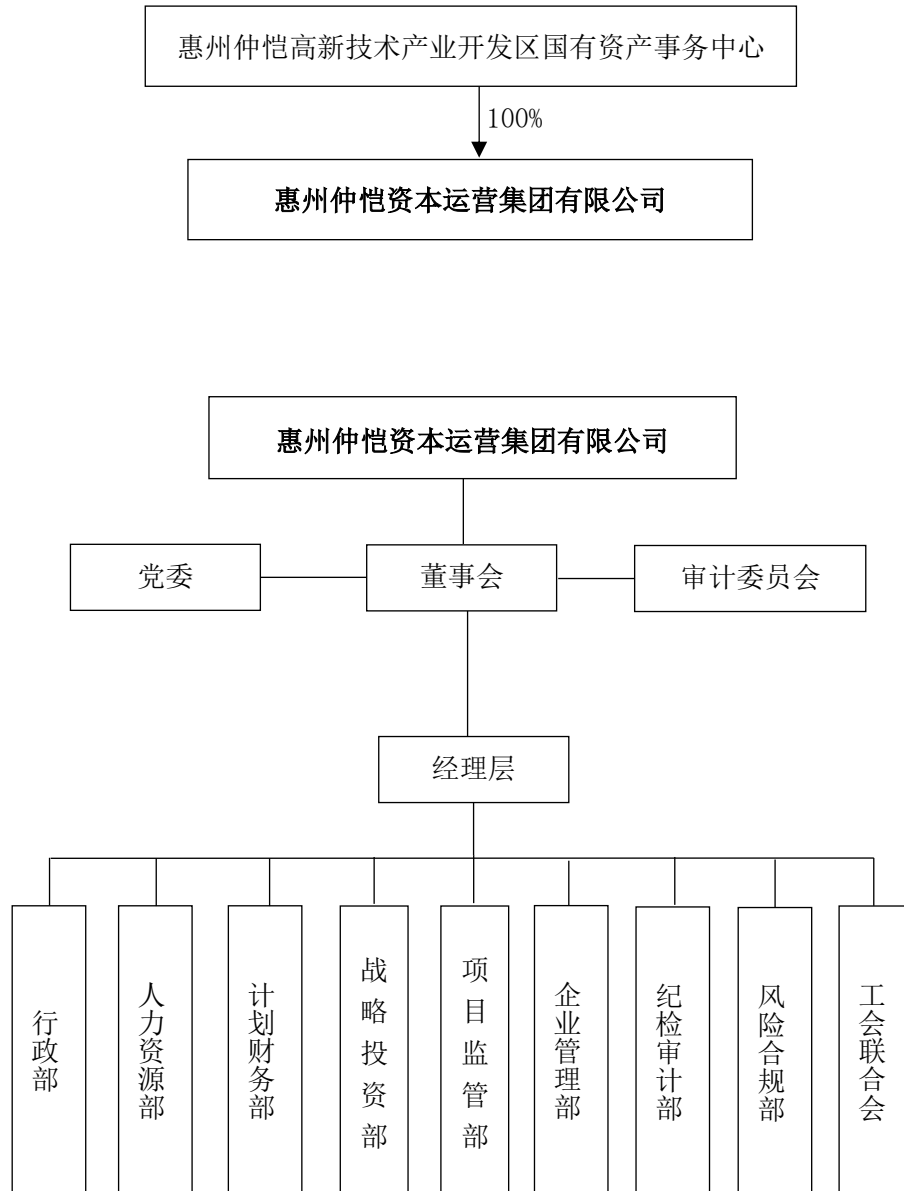 惠州仲恺高新技术产业开发区国有资产事务中心
100%
惠州仲恺资本运营集团有限公司
惠州仲恺资本运营集团有限公司
党委
董事会
审计委员会
经理层
行政部
人力资源部
计划财务部
战略投资部
项目监管部
企业管理部
纪检审计部
风险合规部
工会联合会